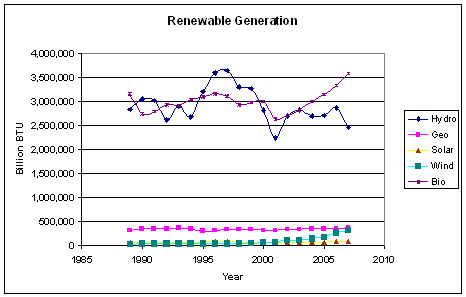 Renewable Generation
4,000,000
3,500,000
3,000,000
2,500,000
2,000,000
1,500,000
1,000,000
500,000
0
Billion BTU
1985 1990 1995 2000 2005 2010
Year
Hydro
Geo
Solar
Wind
Bio